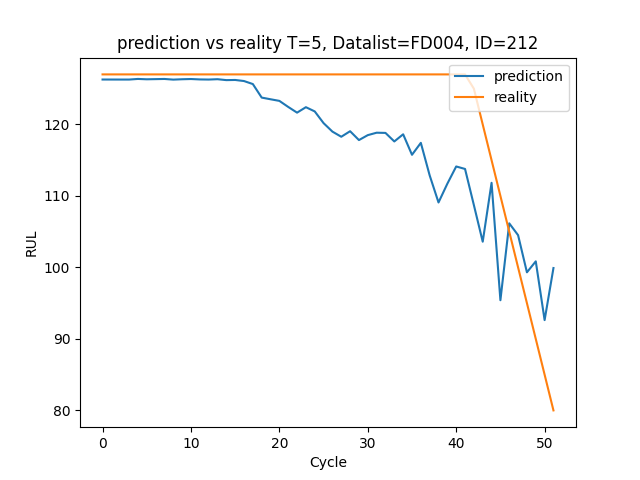 prediction vs reality T=5, Datalist=FD004, ID=212
prediction
reality
120
110
100
90
80
RUL
0 10 20 30 40 50
Cycle